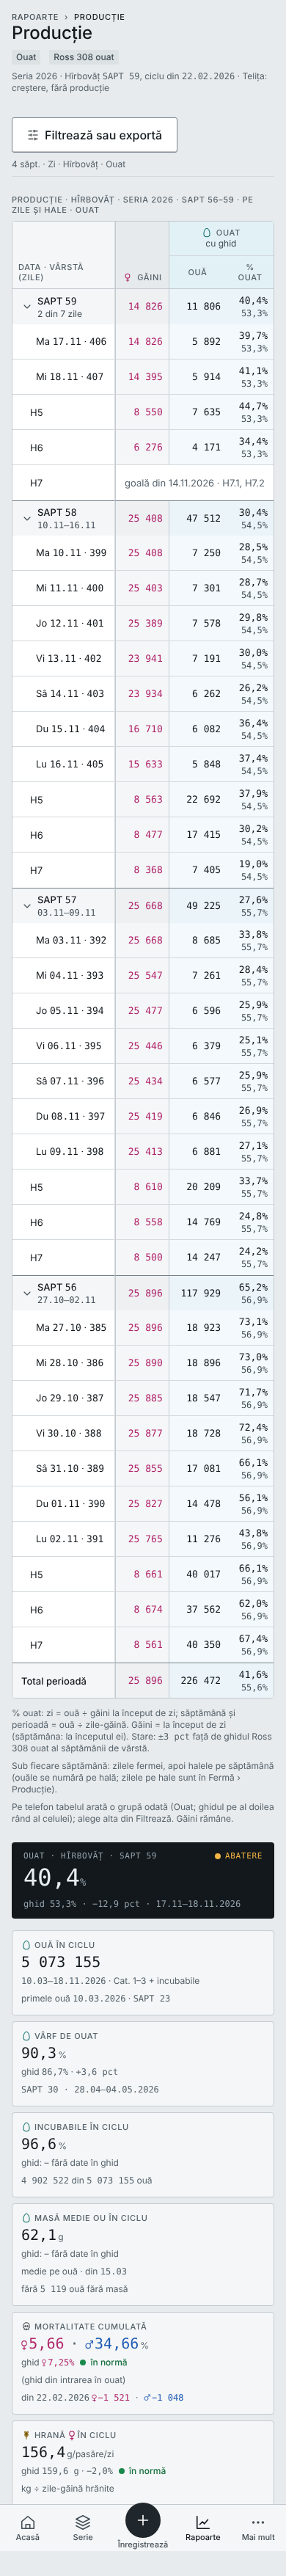 RAPOARTE › PRODUCȚIE
Producție
Ouat Ross 308 ouat
Seria 2026 · Hîrbovăț SAPT 59, ciclu din 22.02.2026 · Telița:
creștere, fără producție
Filtrează sau exportă
4 săpt. · Zi · Hîrbovăț · Ouat
PRODUCȚIE · HÎRBOVĂȚ · SERIA 2026 · SAPT 56–59 · PE
ZILE ȘI HALE · OUAT
OUAT
cu ghid
DATA · VÂRSTĂ
(ZILE)
♀ GĂINI
OUĂ
%
OUAT
SAPT 59
2 din 7 zile
14 826 11 806 40,4%
53,3%
Ma 17.11 · 406 14 826 5 892 39,7%
53,3%
Mi 18.11 · 407 14 395 5 914 41,1%
53,3%
H5 8 550 7 635 44,7%
53,3%
H6 6 276 4 171 34,4%
53,3%
H7 goală din 14.11.2026 · H7.1, H7.2
SAPT 58
10.11–16.11
25 408 47 512 30,4%
54,5%
Ma 10.11 · 399 25 408 7 250 28,5%
54,5%
Mi 11.11 · 400 25 403 7 301 28,7%
54,5%
Jo 12.11 · 401 25 389 7 578 29,8%
54,5%
Vi 13.11 · 402 23 941 7 191 30,0%
54,5%
Sâ 14.11 · 403 23 934 6 262 26,2%
54,5%
Du 15.11 · 404 16 710 6 082 36,4%
54,5%
Lu 16.11 · 405 15 633 5 848 37,4%
54,5%
H5 8 563 22 692 37,9%
54,5%
H6 8 477 17 415 30,2%
54,5%
H7 8 368 7 405 19,0%
54,5%
SAPT 57
03.11–09.11
25 668 49 225 27,6%
55,7%
Ma 03.11 · 392 25 668 8 685 33,8%
55,7%
Mi 04.11 · 393 25 547 7 261 28,4%
55,7%
Jo 05.11 · 394 25 477 6 596 25,9%
55,7%
Vi 06.11 · 395 25 446 6 379 25,1%
55,7%
Sâ 07.11 · 396 25 434 6 577 25,9%
55,7%
Du 08.11 · 397 25 419 6 846 26,9%
55,7%
Lu 09.11 · 398 25 413 6 881 27,1%
55,7%
H5 8 610 20 209 33,7%
55,7%
H6 8 558 14 769 24,8%
55,7%
H7 8 500 14 247 24,2%
55,7%
SAPT 56
27.10–02.11
25 896 117 929 65,2%
56,9%
Ma 27.10 · 385 25 896 18 923 73,1%
56,9%
Mi 28.10 · 386 25 890 18 896 73,0%
56,9%
Jo 29.10 · 387 25 885 18 547 71,7%
56,9%
Vi 30.10 · 388 25 877 18 728 72,4%
56,9%
Sâ 31.10 · 389 25 855 17 081 66,1%
56,9%
Du 01.11 · 390 25 827 14 478 56,1%
56,9%
Lu 02.11 · 391 25 765 11 276 43,8%
56,9%
H5 8 661 40 017 66,1%
56,9%
H6 8 674 37 562 62,0%
56,9%
H7 8 561 40 350 67,4%
56,9%
Total perioadă 25 896 226 472 41,6%
55,6%
% ouat: zi = ouă ÷ găini la început de zi; săptămână și
perioadă = ouă ÷ zile-găină. Găini = la început de zi
(săptămâna: la începutul ei). Stare: ±3 pct față de ghidul Ross
308 ouat al săptămânii de vârstă.
Sub fiecare săptămână: zilele fermei, apoi halele pe săptămână
(ouăle se numără pe hală; zilele pe hale sunt în Fermă ›
Producție).
Pe telefon tabelul arată o grupă odată (Ouat; ghidul pe al doilea
rând al celulei); alege alta din Filtrează. Găini rămâne.
OUAT · HÎRBOVĂȚ · SAPT 59 ABATERE
40,4%
ghid 53,3% · −12,9 pct · 17.11–18.11.2026
OUĂ ÎN CICLU
5 073 155
10.03–18.11.2026 · Cat. 1–3 + incubabile
primele ouă 10.03.2026 · SAPT 23
VÂRF DE OUAT
90,3 %
ghid 86,7% · +3,6 pct
SAPT 30 · 28.04–04.05.2026
INCUBABILE ÎN CICLU
96,6 %
ghid: – fără date în ghid
4 902 522 din 5 073 155 ouă
MASĂ MEDIE OU ÎN CICLU
62,1 g
ghid: – fără date în ghid
medie pe ouă · din 15.03
fără 5 119 ouă fără masă
MORTALITATE CUMULATĂ
♀5,66 · ♂34,66 %
ghid ♀7,25% în normă
(ghid din intrarea în ouat)
din 22.02.2026 ♀−1 521 · ♂−1 048
HRANĂ ♀ ÎN CICLU
156,4 g/pasăre/zi
ghid 159,6 g · −2,0% în normă
kg ÷ zile-găină hrănite
Acasă
Serie
Înregistrează
Rapoarte
Mai mult